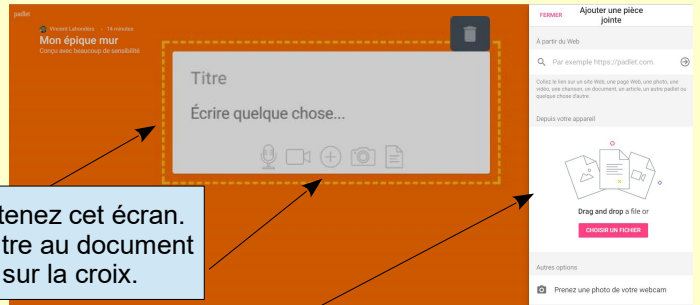 padlet
Vincent Lahondère • 14 minutes
Mon épique mur
Conçu avec beaucoup de sensibilité
Titre
Écrire quelque chose...
tenez cet écran.
tre au document
sur la croix.
FERMER
Ajouter une pièce
jointe
À partir du Web
Par exemple https://padlet.com
Collez le lien sur un site Web, une page Web, une photo, une
vidéo, une chanson, un document, un article, un autre padlet ou
quelque chose d'autre.
Depuis votre appareil
Drag and drop a file or
CHOISIR UN FICHIER
Autres options
Prenez une photo de votre webcam